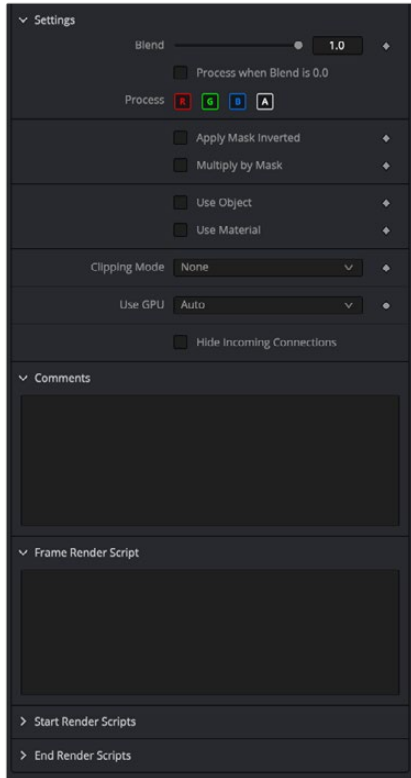 Settings
Blend 1.0
Process when Blend is 0.0
Process R G B A
Apply Mask Inverted
Multiply by Mask
Use Object
Use Material
Clipping Mode None
Use GPU Auto
Hide Incoming Connections
Comments
Frame Render Script
Start Render Scripts
End Render Scripts